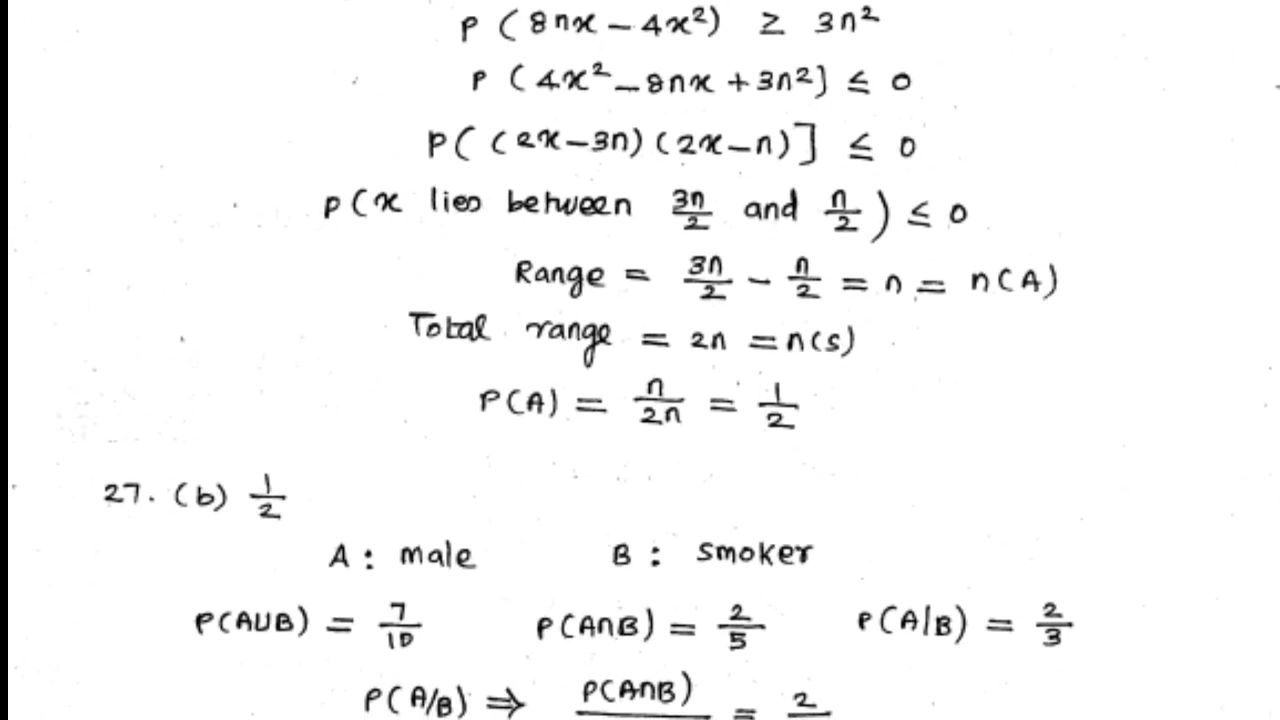 P (8nx - 4x²) ≥ 3n²
P (4x² - 8nx + 3n²] ≤ 0
P( (2x-3n) (2x-n)] ≤ 0
P(x lies between 3n/2 and n/2) ≤ 0
Range = 3n/2 - n/2 = n = n(A)
Total range = 2n = n(s)
P(A) = n/2n = 1/2
27. (b) 1/2
A : male B : smoker
P(AUB) = 7/10 P(A∩B) = 2/5 P(A|B) = 2/3
P(A/B) ⇒ P(A∩B) = 2